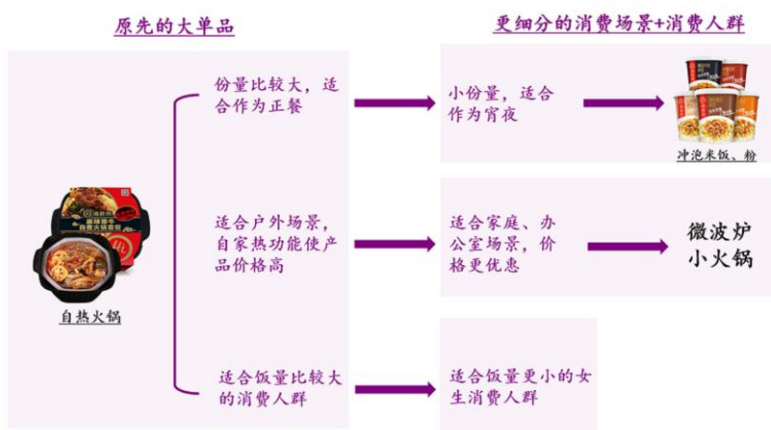 原先的大单品
更细分的消费场景+消费人群
份量比较大，适
合作为正餐
小份量，适合
作为宵夜
冲泡米饭、粉
适合户外场景，
自家热功能使产
品价格高
适合家庭、办
公室场景，价
格更优惠
微波炉
小火锅
自热火锅
适合饭量比较大
的消费人群
适合饭量更小的女
生消费人群